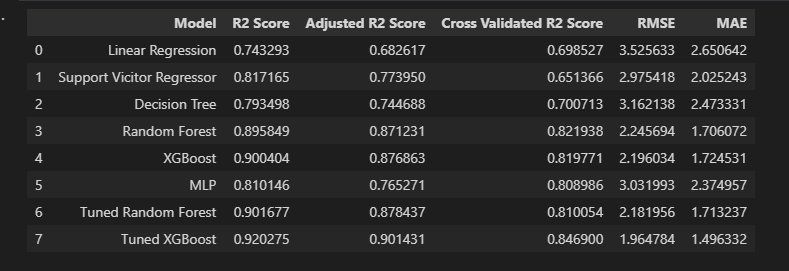 Model R2 Score Adjusted R2 Score Cross Validated R2 Score RMSE MAE
0 Linear Regression 0.743293 0.682617 0.698527 3.525633 2.650642
1 Support Vicitor Regressor 0.817165 0.773950 0.651366 2.975418 2.025243
2 Decision Tree 0.793498 0.744688 0.700713 3.162138 2.473331
3 Random Forest 0.895849 0.871231 0.821938 2.245694 1.706072
4 XGBoost 0.900404 0.876863 0.819771 2.196034 1.724531
5 MLP 0.810146 0.765271 0.808986 3.031993 2.374957
6 Tuned Random Forest 0.901677 0.878437 0.810054 2.181956 1.713237
7 Tuned XGBoost 0.920275 0.901431 0.846900 1.964784 1.496332